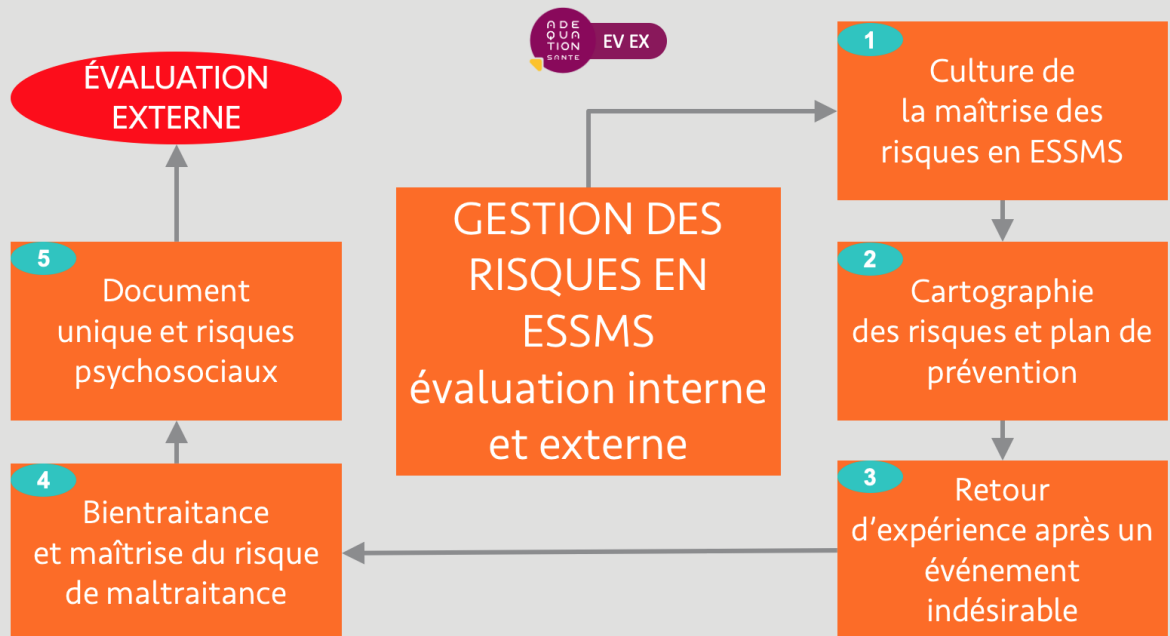 ADE
QUA
TION
SANTE
EV EX
ÉVALUATION
EXTERNE
GESTION DES
RISQUES EN
ESSMS
évaluation interne
et externe
1
Culture de
la maîtrise des
risques en ESSMS
2
Cartographie
des risques et plan de
prévention
3
Retour
d’expérience après un
événement
indésirable
4
Bientraitance
et maîtrise du risque
de maltraitance
5
Document
unique et risques
psychosociaux